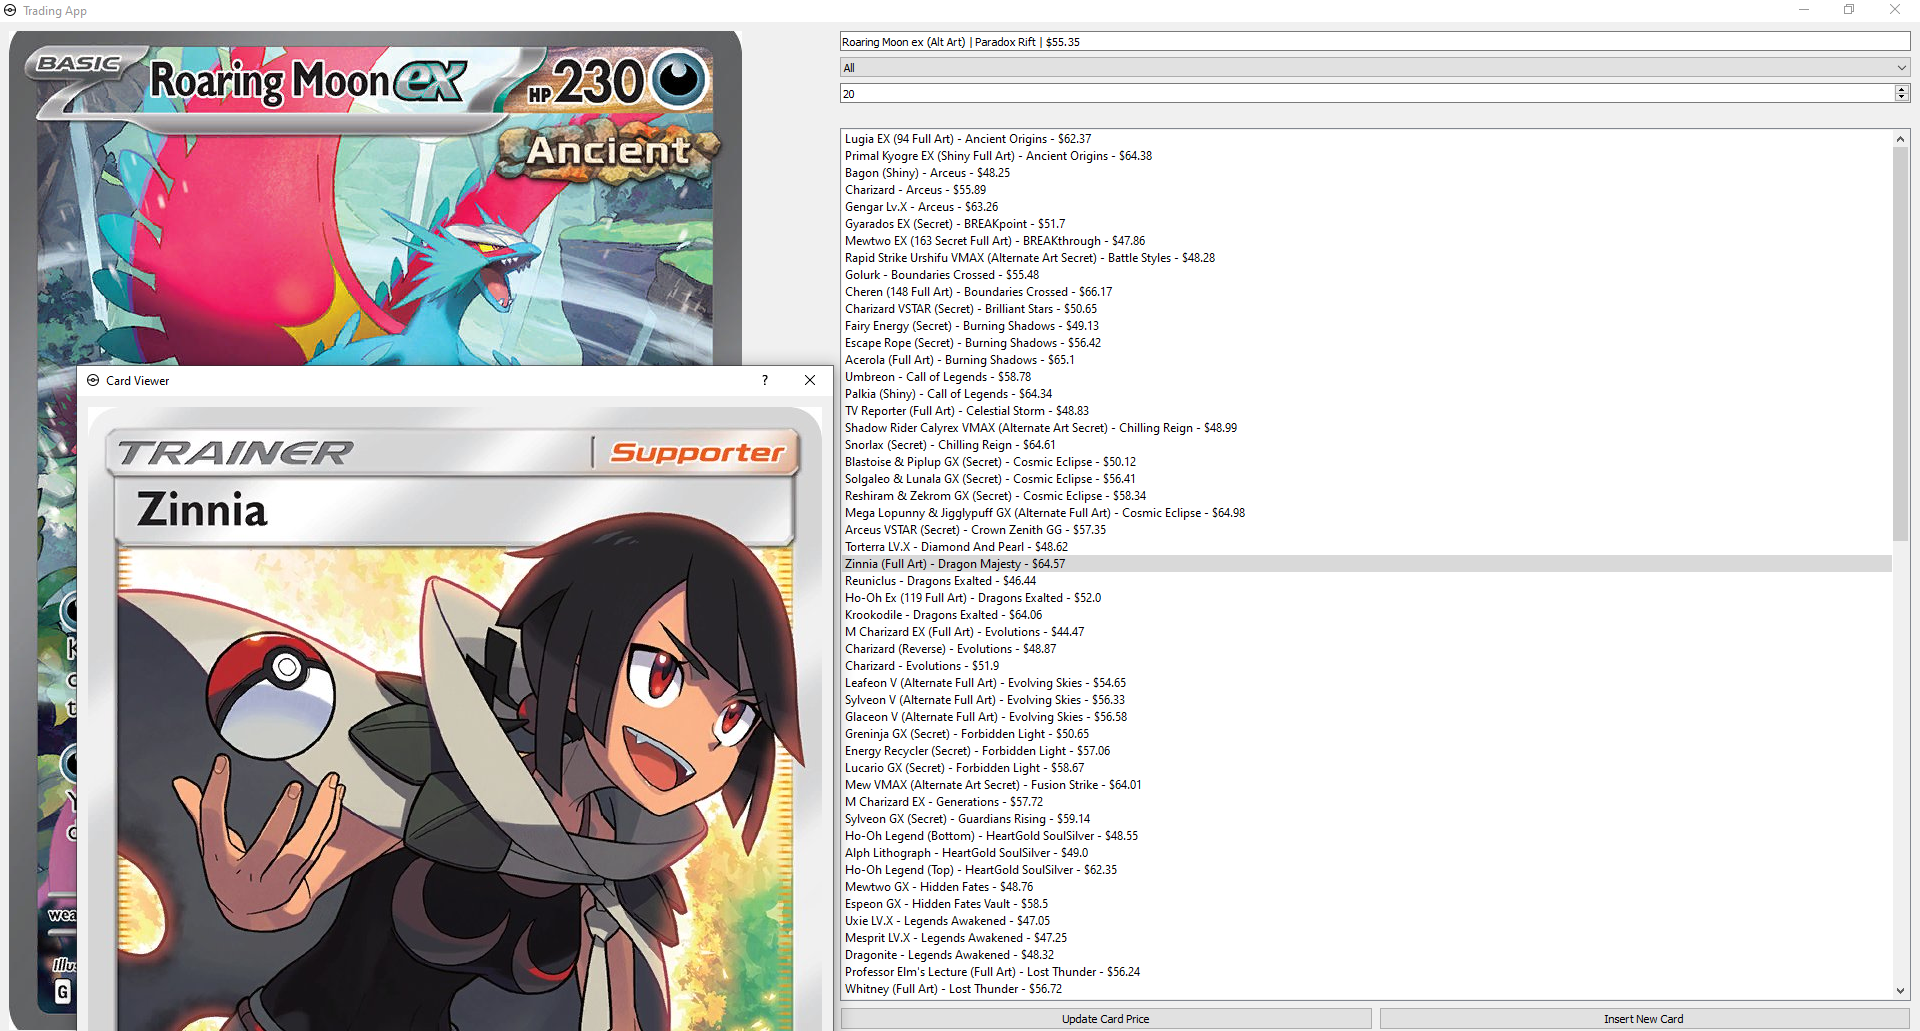 Trading App
BASIC
Roaring Moon ex
HP 230
Ancient
wea
Illus
G
Card Viewer
?
TRAINER
Supporter
Zinnia
Roaring Moon ex (Alt Art) | Paradox Rift | $55.35
All
20
Lugia EX (94 Full Art) - Ancient Origins - $62.37
Primal Kyogre EX (Shiny Full Art) - Ancient Origins - $64.38
Bagon (Shiny) - Arceus - $48.25
Charizard - Arceus - $55.89
Gengar Lv.X - Arceus - $63.26
Gyarados EX (Secret) - BREAKpoint - $51.7
Mewtwo EX (163 Secret Full Art) - BREAKthrough - $47.86
Rapid Strike Urshifu VMAX (Alternate Art Secret) - Battle Styles - $48.28
Golurk - Boundaries Crossed - $55.48
Cheren (148 Full Art) - Boundaries Crossed - $66.17
Charizard VSTAR (Secret) - Brilliant Stars - $50.65
Fairy Energy (Secret) - Burning Shadows - $49.13
Escape Rope (Secret) - Burning Shadows - $56.42
Acerola (Full Art) - Burning Shadows - $65.1
Umbreon - Call of Legends - $58.78
Palkia (Shiny) - Call of Legends - $64.34
TV Reporter (Full Art) - Celestial Storm - $48.83
Shadow Rider Calyrex VMAX (Alternate Art Secret) - Chilling Reign - $48.99
Snorlax (Secret) - Chilling Reign - $64.61
Blastoise & Piplup GX (Secret) - Cosmic Eclipse - $50.12
Solgaleo & Lunala GX (Secret) - Cosmic Eclipse - $56.41
Reshiram & Zekrom GX (Secret) - Cosmic Eclipse - $58.34
Mega Lopunny & Jigglypuff GX (Alternate Full Art) - Cosmic Eclipse - $64.98
Arceus VSTAR (Secret) - Crown Zenith GG - $57.35
Torterra LV.X - Diamond And Pearl - $48.62
Zinnia (Full Art) - Dragon Majesty - $64.57
Reuniclus - Dragons Exalted - $46.44
Ho-Oh Ex (119 Full Art) - Dragons Exalted - $52.0
Krookodile - Dragons Exalted - $64.06
M Charizard EX (Full Art) - Evolutions - $44.47
Charizard (Reverse) - Evolutions - $48.87
Charizard - Evolutions - $51.9
Leafeon V (Alternate Full Art) - Evolving Skies - $54.65
Sylveon V (Alternate Full Art) - Evolving Skies - $56.33
Glaceon V (Alternate Full Art) - Evolving Skies - $56.58
Greninja GX (Secret) - Forbidden Light - $50.65
Energy Recycler (Secret) - Forbidden Light - $57.06
Lucario GX (Secret) - Forbidden Light - $58.67
Mew VMAX (Alternate Art Secret) - Fusion Strike - $64.01
M Charizard EX - Generations - $57.72
Sylveon GX (Secret) - Guardians Rising - $59.14
Ho-Oh Legend (Bottom) - HeartGold SoulSilver - $48.55
Alph Lithograph - HeartGold SoulSilver - $49.0
Ho-Oh Legend (Top) - HeartGold SoulSilver - $62.35
Mewtwo GX - Hidden Fates - $48.76
Espeon GX - Hidden Fates Vault - $58.5
Uxie LV.X - Legends Awakened - $47.05
Mesprit LV.X - Legends Awakened - $47.25
Dragonite - Legends Awakened - $48.32
Professor Elm's Lecture (Full Art) - Lost Thunder - $56.24
Whitney (Full Art) - Lost Thunder - $56.72
Update Card Price
Insert New Card